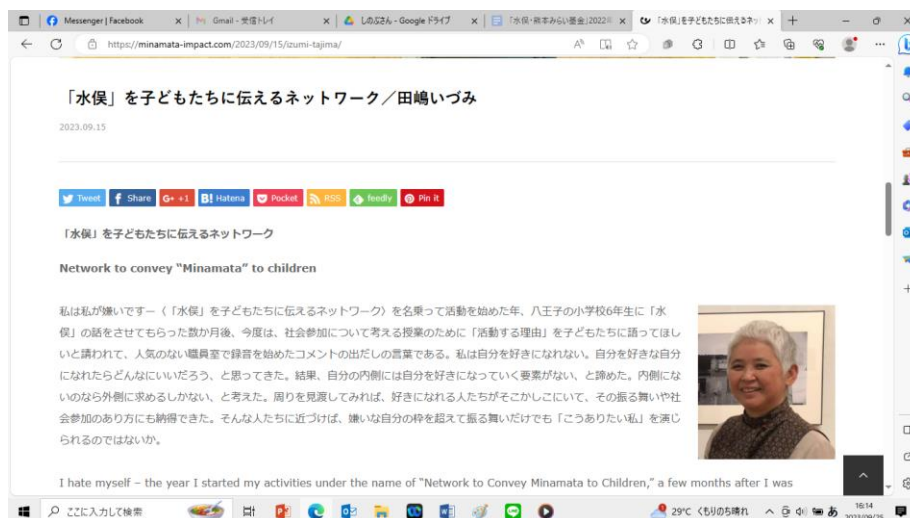 Messenger | Facebook
Gmail - 受信トレイ
しのぶさん - Google ドライブ
「水俣・熊本みらい基金」2022年
「水俣」を子どもたちに伝えるネッ
https://minamata-impact.com/2023/09/15/izumi-tajima/
「水俣」を子どもたちに伝えるネットワーク／田嶋いづみ
2023.09.15
Tweet
Share
G+ +1
B! Hatena
Pocket
RSS
feedly
Pin it
「水俣」を子どもたちに伝えるネットワーク
Network to convey “Minamata” to children
私は私が嫌いですー（「水俣」を子どもたちに伝えるネットワーク）を名乗って活動を始めた年、八王子の小学校6年生に「水
俣」の話をさせてもらった数か月後、今度は、社会参加について考える授業のために「活動する理由」を子どもたちに語ってほし
いと請われて、人気のない職員室で録音を始めたコメントの出だしの言葉である。私は自分を好きになれない。自分を好きな自分
になれたらどんなにいいだろう、と思ってきた。結果、自分の内側には自分を好きになっていく要素がない、と諦めた。内側にな
いのなら外側に求めるしかない、と考えた。周りを見渡してみれば、好きになれる人たちがそこかしこにいて、その振る舞いや社
会参加のあり方にも納得できた。そんな人たちに近づけば、嫌いな自分の枠を超えて振る舞いだけでも「こうありたい私」を演じ
られるのではないか。
I hate myself – the year I started my activities under the name of “Network to Convey Minamata to Children,” a few months after I was
ここに入力して検索
29°C くもりのち晴れ
あ
16:14
2023/09/25